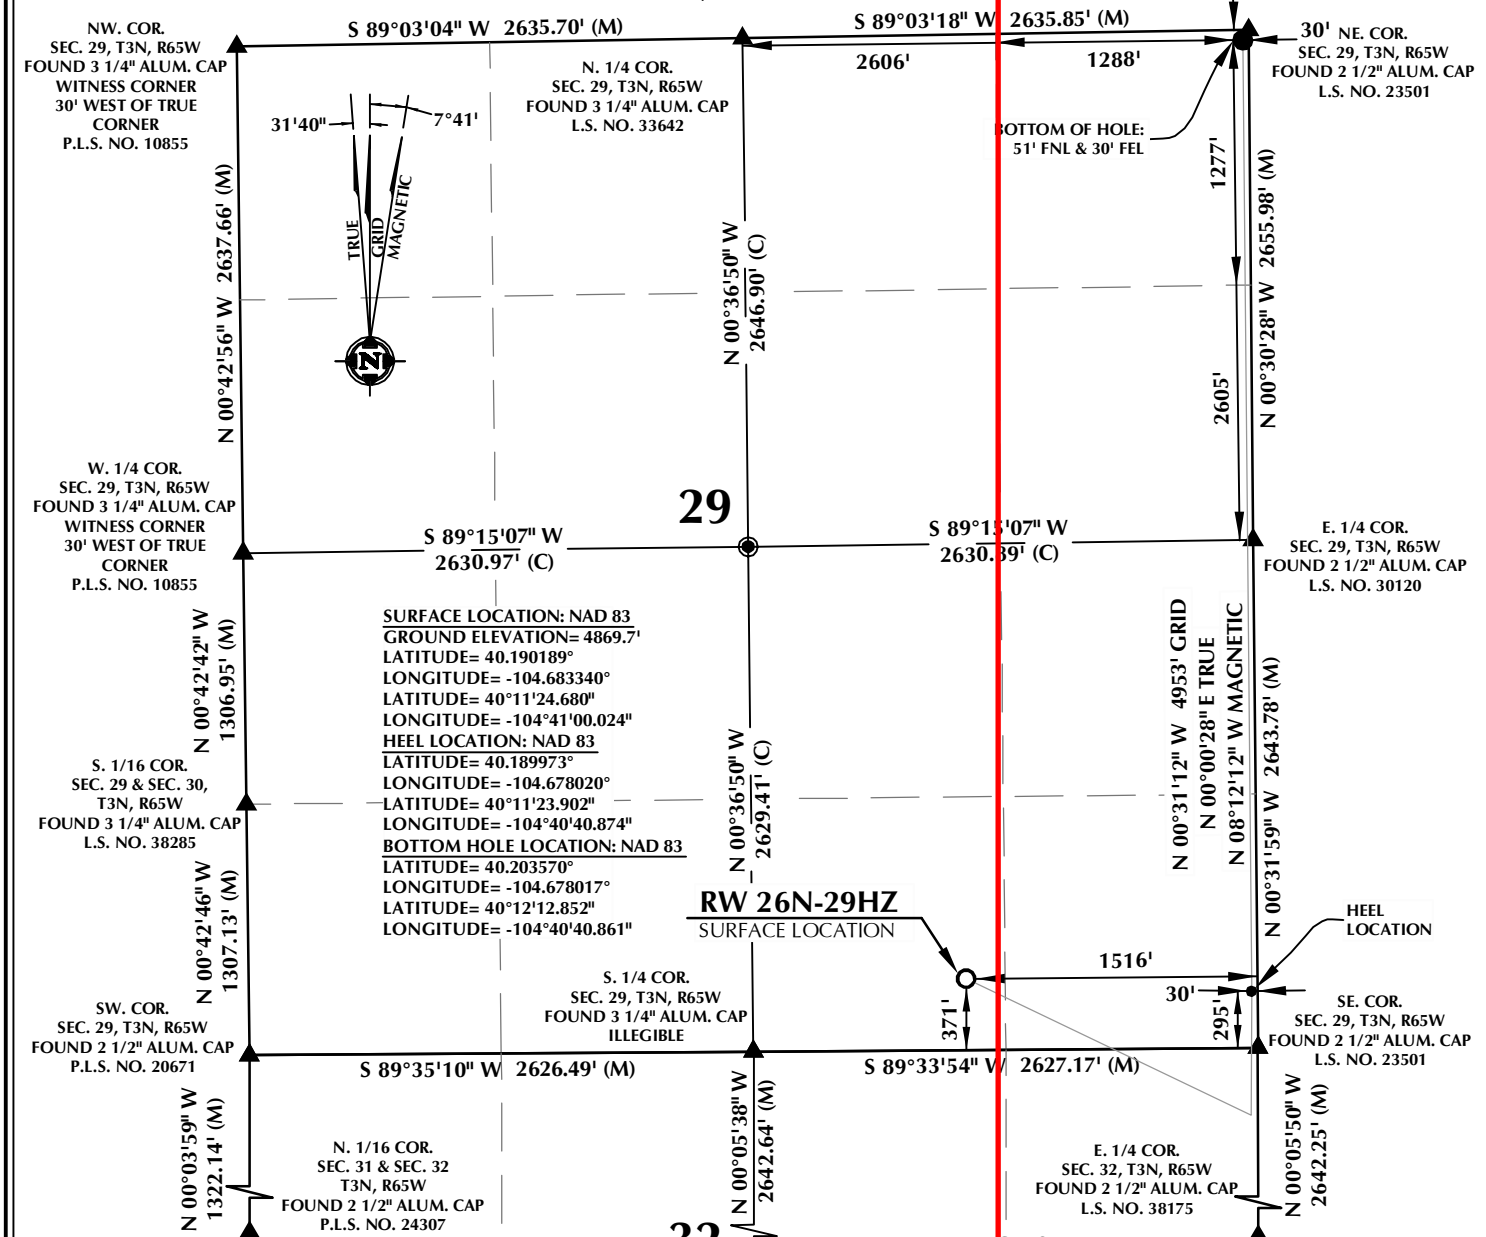 S 89°03'04" W 2635.70' (M)
S 89°03'18" W 2635.85' (M)
NW. COR.
SEC. 29, T3N, R65W
FOUND 3 1/4" ALUM. CAP
WITNESS CORNER
30' WEST OF TRUE
CORNER
P.L.S. NO. 10855
N. 1/4 COR.
SEC. 29, T3N, R65W
FOUND 3 1/4" ALUM. CAP
L.S. NO. 33642
2606'
1288'
30'
NE. COR.
SEC. 29, T3N, R65W
FOUND 2 1/2" ALUM. CAP
L.S. NO. 23501
BOTTOM OF HOLE:
51' FNL & 30' FEL
31'40"
7°41'
TRUE
GRID
MAGNETIC
N
N 00°42'56" W 2637.66' (M)
N 00°36'50" W
2646.90' (C)
1277'
2605'
N 00°30'28" W 2655.98' (M)
W. 1/4 COR.
SEC. 29, T3N, R65W
FOUND 3 1/4" ALUM. CAP
WITNESS CORNER
30' WEST OF TRUE
CORNER
P.L.S. NO. 10855
29
S 89°15'07" W
2630.97' (C)
S 89°15'07" W
2630.89' (C)
E. 1/4 COR.
SEC. 29, T3N, R65W
FOUND 2 1/2" ALUM. CAP
L.S. NO. 30120
SURFACE LOCATION: NAD 83
GROUND ELEVATION= 4869.7'
LATITUDE= 40.190189°
LONGITUDE= -104.683340°
LATITUDE= 40°11'24.680"
LONGITUDE= -104°41'00.024"
HEEL LOCATION: NAD 83
LATITUDE= 40.189973°
LONGITUDE= -104.678020°
LATITUDE= 40°11'23.902"
LONGITUDE= -104°40'40.874"
BOTTOM HOLE LOCATION: NAD 83
LATITUDE= 40.203570°
LONGITUDE= -104.678017°
LATITUDE= 40°12'12.852"
LONGITUDE= -104°40'40.861"
N 00°42'42" W
1306.95' (M)
S. 1/16 COR.
SEC. 29 & SEC. 30,
T3N, R65W
FOUND 3 1/4" ALUM. CAP
L.S. NO. 38285
N 00°42'46" W
1307.13' (M)
N 00°36'50" W
2629.41' (C)
N 00°31'12" W 4953' GRID
N 00°00'28" E TRUE
N 08°12'12" W MAGNETIC
N 00°31'59" W 2643.78' (M)
RW 26N-29HZ
SURFACE LOCATION
HEEL
LOCATION
1516'
30'
371'
295'
S. 1/4 COR.
SEC. 29, T3N, R65W
FOUND 3 1/4" ALUM. CAP
ILLEGIBLE
SW. COR.
SEC. 29, T3N, R65W
FOUND 2 1/2" ALUM. CAP
P.L.S. NO. 20671
SE. COR.
SEC. 29, T3N, R65W
FOUND 2 1/2" ALUM. CAP
L.S. NO. 23501
S 89°35'10" W 2626.49' (M)
S 89°33'54" W 2627.17' (M)
N 00°03'59" W
1322.14' (M)
N. 1/16 COR.
SEC. 31 & SEC. 32
T3N, R65W
FOUND 2 1/2" ALUM. CAP
P.L.S. NO. 24307
N 00°05'38" W
2642.64' (M)
E. 1/4 COR.
SEC. 32, T3N, R65W
FOUND 2 1/2" ALUM. CAP
L.S. NO. 38175
N 00°05'50" W
2642.25' (M)